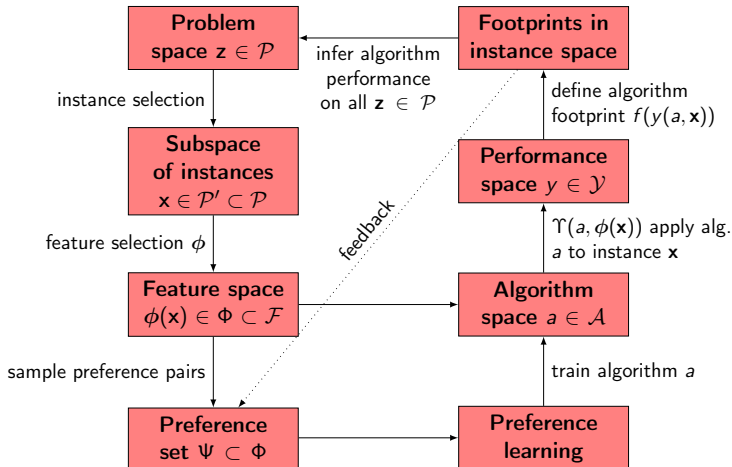 Problem
space z ∈ 𝒫
instance selection
Subspace
of instances
x ∈ 𝒫′ ⊂ 𝒫
feature selection ϕ
Feature space
ϕ(x) ∈ Φ ⊂ ℱ
sample preference pairs
Preference
set Ψ ⊂ Φ
Footprints in
instance space
infer algorithm
performance
on all z ∈ 𝒫
define algorithm
footprint f(y(a, x))
Performance
space y ∈ 𝒴
feedback
ϒ(a, ϕ(x)) apply alg.
a to instance x
Algorithm
space a ∈ 𝒜
train algorithm a
Preference
learning